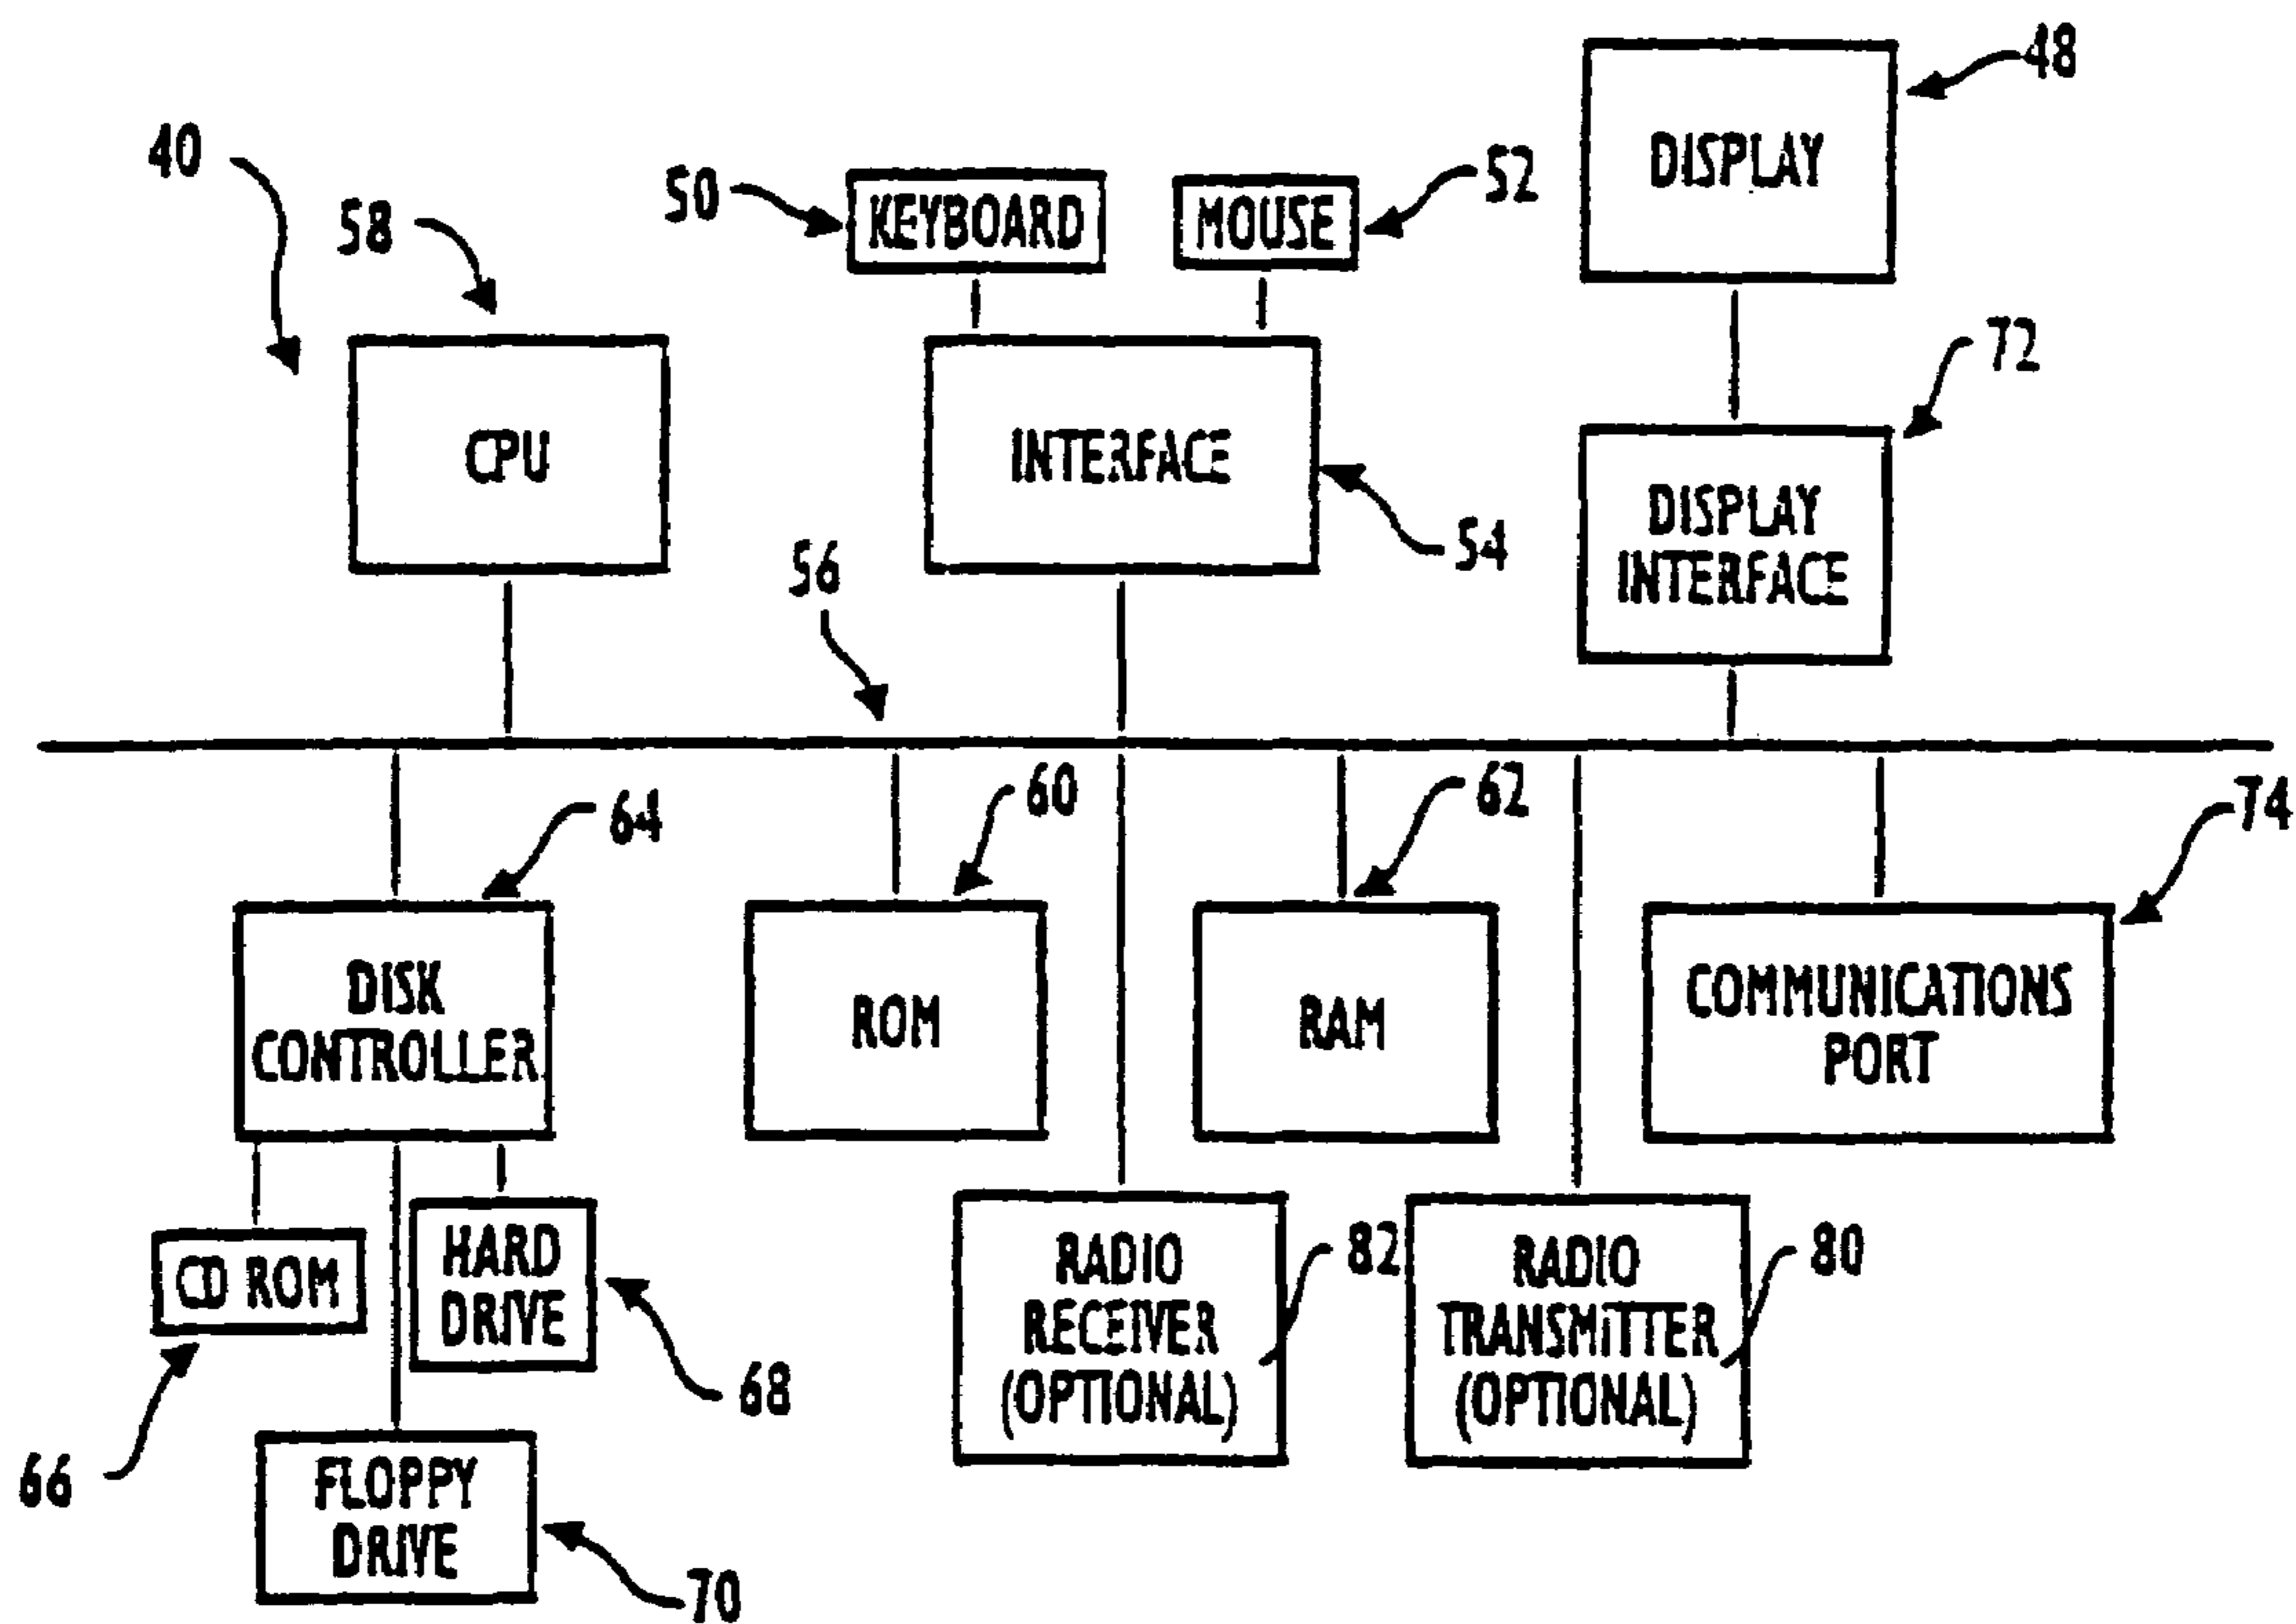 48
DISPLAY
40
58
50
KEYBOARD
MOUSE
52
72
CPU
INTERFACE
54
DISPLAY
INTERFACE
56
64
60
62
74
DISK
CONTROLLER
ROM
RAM
COMMUNICATIONS
PORT
CD ROM
HARD
DRIVE
68
RADIO
RECEIVER
(OPTIONAL)
82
RADIO
TRANSMITTER
(OPTIONAL)
80
66
FLOPPY
DRIVE
70